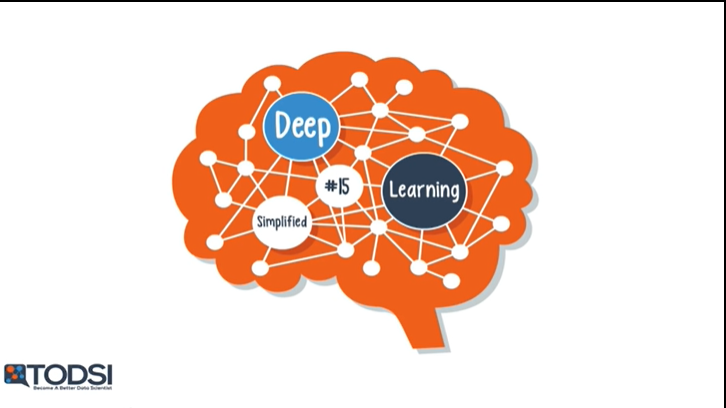 Deep
#15
Learning
Simplified
TODSI
Become A Better Data Scientist